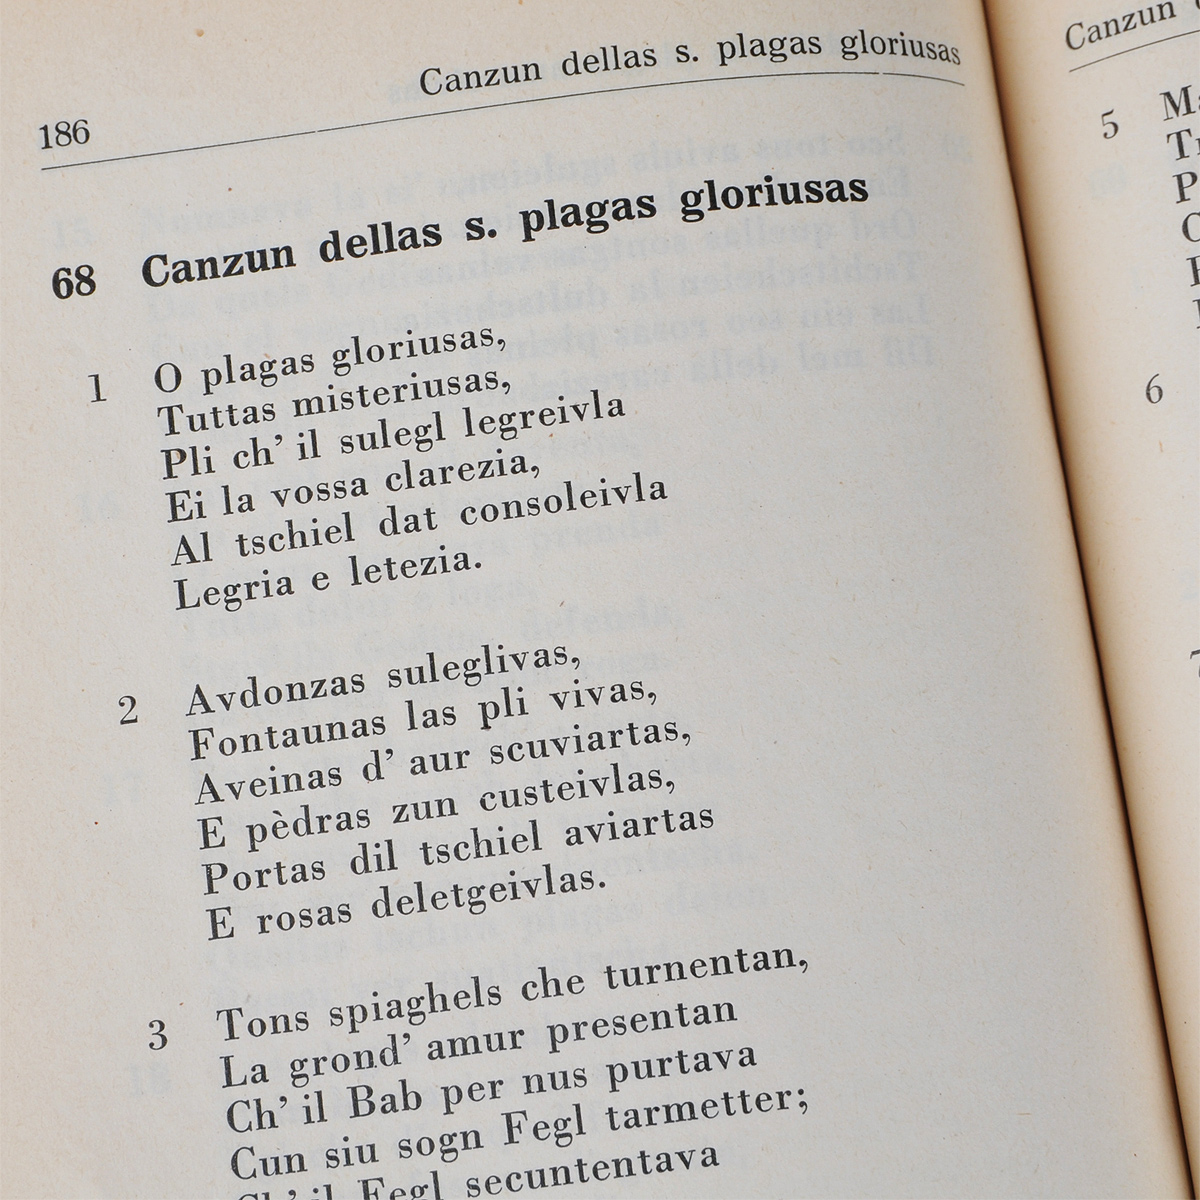 Canzun dellas s. plagas gloriusas
186
68 Canzun dellas s. plagas gloriusas
1 O plagas gloriusas,
Tuttas misteriusas,
Pli ch' il sulegl legreivla
Ei la vossa clarezia,
Al tschiel dat consoleivla
Legria e letezia.
2 Avdonzas suleglivas,
Fontaunas las pli vivas,
Aveinas d' aur scuviartas,
E pèdras zun custeivlas,
Portas dil tschiel aviartas
E rosas deletgeivlas.
3 Tons spiaghels che turnentan,
La grond' amur presentan
Ch' il Bab per nus purtava
Cun siu sogn Fegl tarmetter;
Ch' il Fegl secuntentava
Canzun
5
6